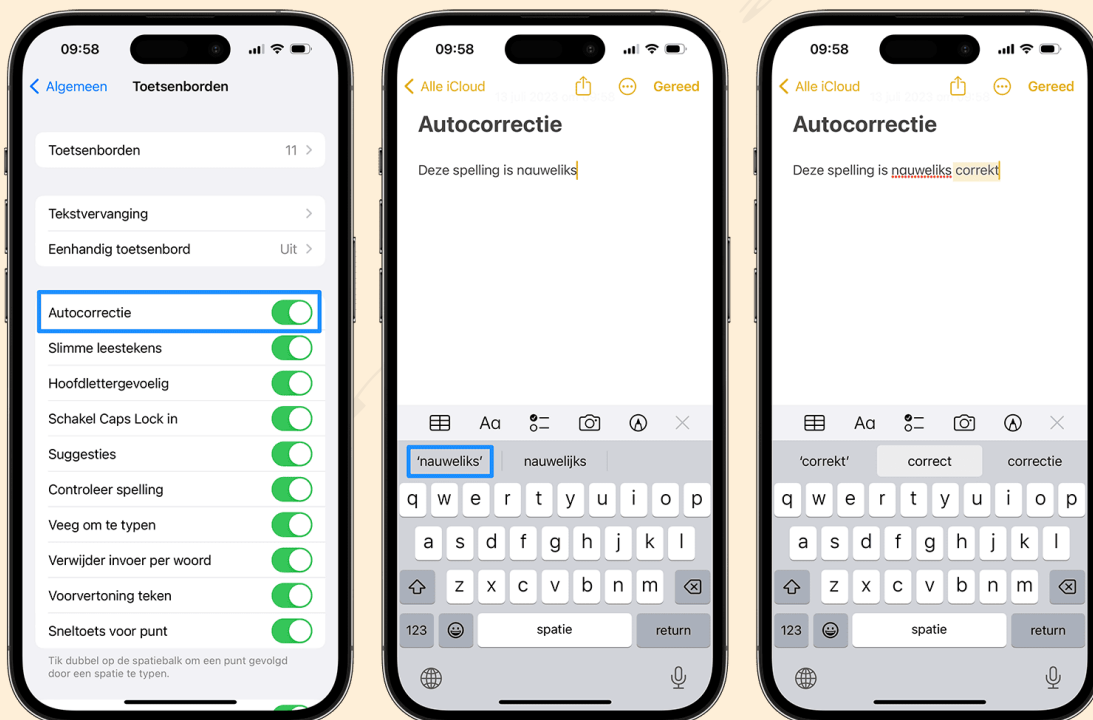 09:58
Algemeen
Toetsenborden
Toetsenborden 11
Tekstvervanging
Eenhandig toetsenbord Uit
Autocorrectie
Slimme leestekens
Hoofdlettergevoelig
Schakel Caps Lock in
Suggesties
Controleer spelling
Veeg om te typen
Verwijder invoer per woord
Voorvertoning teken
Sneltoets voor punt
Tik dubbel op de spatiebalk om een punt gevolgd
door een spatie te typen.
09:58
Alle iCloud
Gereed
Autocorrectie
Deze spelling is nauweliks
Aa
'nauweliks' nauwelijks
q w e r t y u i o p
a s d f g h j k l
z x c v b n m
123 spatie return
09:58
Alle iCloud
Gereed
Autocorrectie
Deze spelling is nauweliks correkt
Aa
'correkt' correct correctie
q w e r t y u i o p
a s d f g h j k l
z x c v b n m
123 spatie return